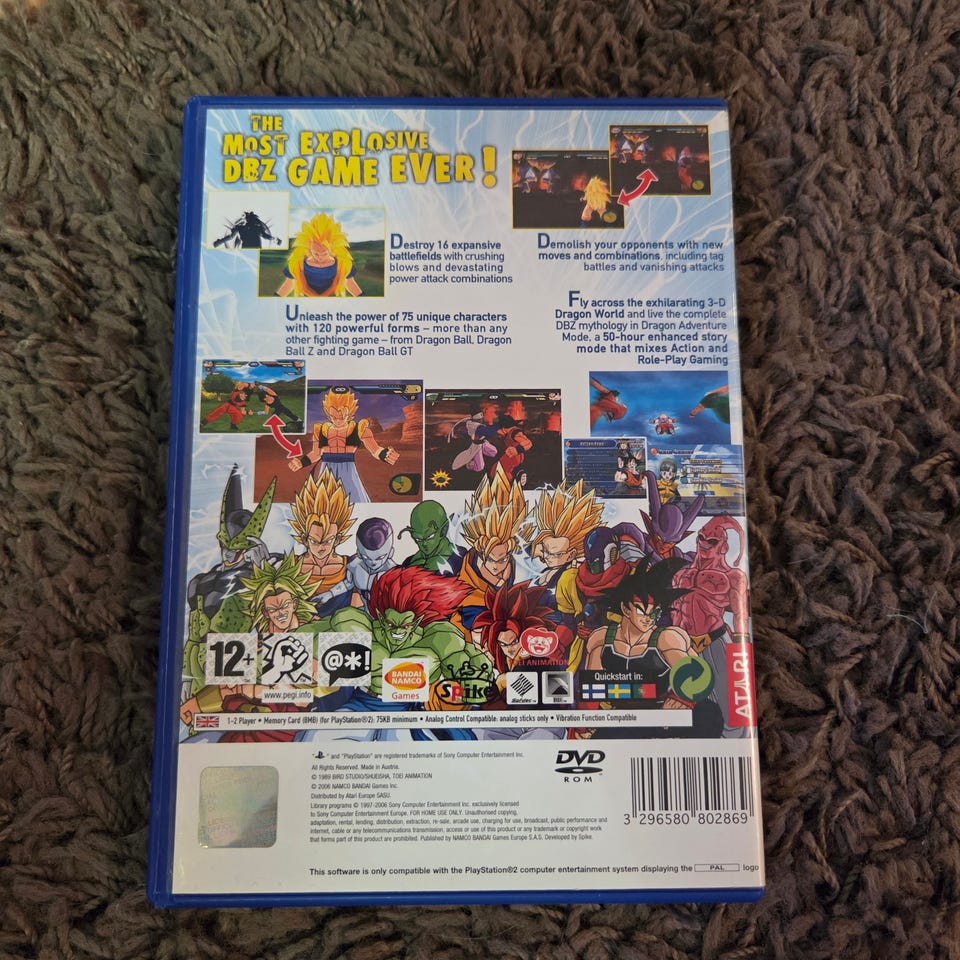 THE
MOST EXPLOSIVE
DBZ GAME EVER!
Destroy 16 expansive
battlefields with crushing
blows and devastating
power attack combinations
Demolish your opponents with new
moves and combinations, including tag
battles and vanishing attacks
Unleash the power of 75 unique characters
with 120 powerful forms – more than any
other fighting game – from Dragon Ball, Dragon
Ball Z and Dragon Ball GT
Fly across the exhilarating 3-D
Dragon World and live the complete
DBZ mythology in Dragon Adventure
Mode, a 50-hour enhanced story
mode that mixes Action and
Role-Play Gaming
12+
@*!
www.pegi.info
BANDAI
NAMCO
Games
Spike
TOEI ANIMATION
Quickstart in:
ATARI
1-2 Player • Memory Card (8MB) (for PlayStation®2): 75KB minimum • Analog Control Compatible: analog sticks only • Vibration Function Compatible
" " and "PlayStation" are registered trademarks of Sony Computer Entertainment Inc.
All Rights Reserved. Made in Austria.
© 1989 BIRD STUDIO/SHUEISHA, TOEI ANIMATION
© 2006 NAMCO BANDAI Games Inc.
Distributed by Atari Europe SASU.
Library programs © 1997-2006 Sony Computer Entertainment Inc. exclusively licensed
to Sony Computer Entertainment Europe. FOR HOME USE ONLY. Unauthorised copying,
adaptation, rental, lending, distribution, extraction, re-sale, arcade use, charging for use, broadcast, public performance and
internet, cable or any telecommunications transmission, access or use of this product or any trademark or copyright work
that forms part of this product are prohibited. Published by NAMCO BANDAI Games Europe S.A.S. Developed by Spike.
DVD
ROM
3 296580 802869
This software is only compatible with the PlayStation®2 computer entertainment system displaying the PAL logo